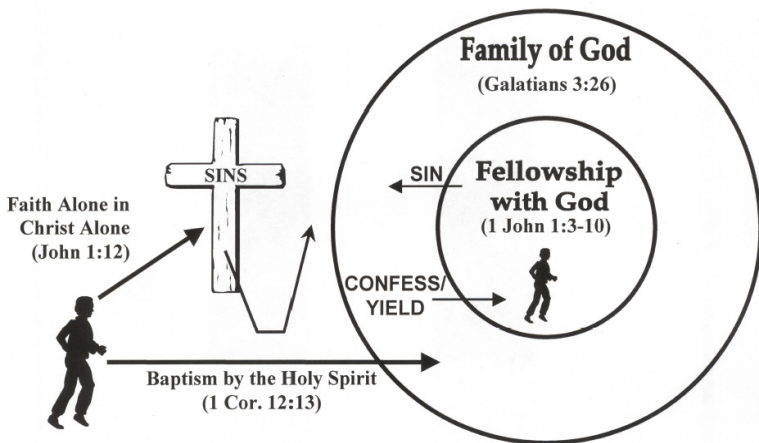 Family of God
(Galatians 3:26)
SINS
SIN
Fellowship
with God
(1 John 1:3-10)
Faith Alone in
Christ Alone
(John 1:12)
CONFESS/
YIELD
Baptism by the Holy Spirit
(1 Cor. 12:13)